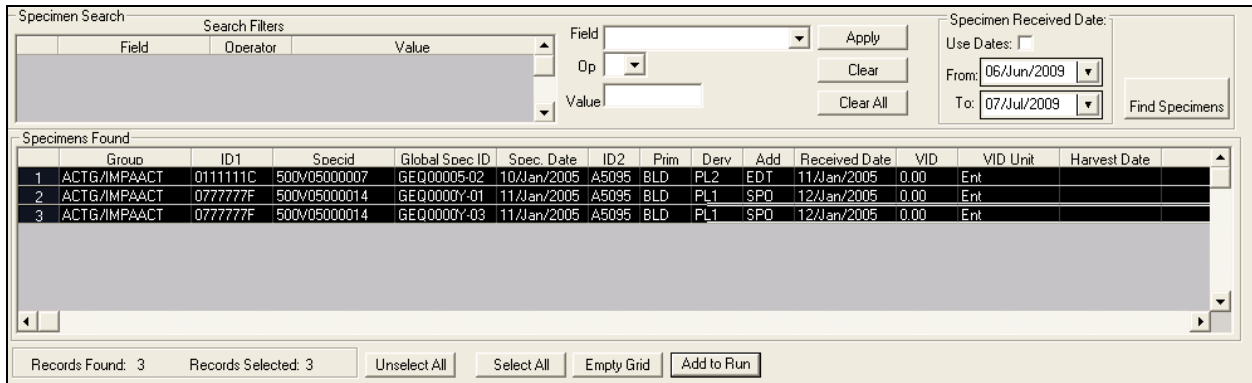 Specimen Search
Search Filters
Field Operator Value
Field
Op
Value
Apply
Clear
Clear All
Specimen Received Date:
Use Dates:
From: 06/Jun/2009
To: 07/Jul/2009
Find Specimens
Specimens Found
Group ID1 Specid Global Spec ID Spec. Date ID2 Prim Derv Add Received Date VID VID Unit Harvest Date
1 ACTG/IMPAACT 0111111C 500V05000007 GEQ00005-02 10/Jan/2005 A5095 BLD PL2 EDT 11/Jan/2005 0.00 Ent
2 ACTG/IMPAACT 0777777F 500V05000014 GEQ0000Y-01 11/Jan/2005 A5095 BLD PL1 SPO 12/Jan/2005 0.00 Ent
3 ACTG/IMPAACT 0777777F 500V05000014 GEQ0000Y-03 11/Jan/2005 A5095 BLD PL1 SPO 12/Jan/2005 0.00 Ent
Records Found: 3 Records Selected: 3 Unselect All Select All Empty Grid Add to Run